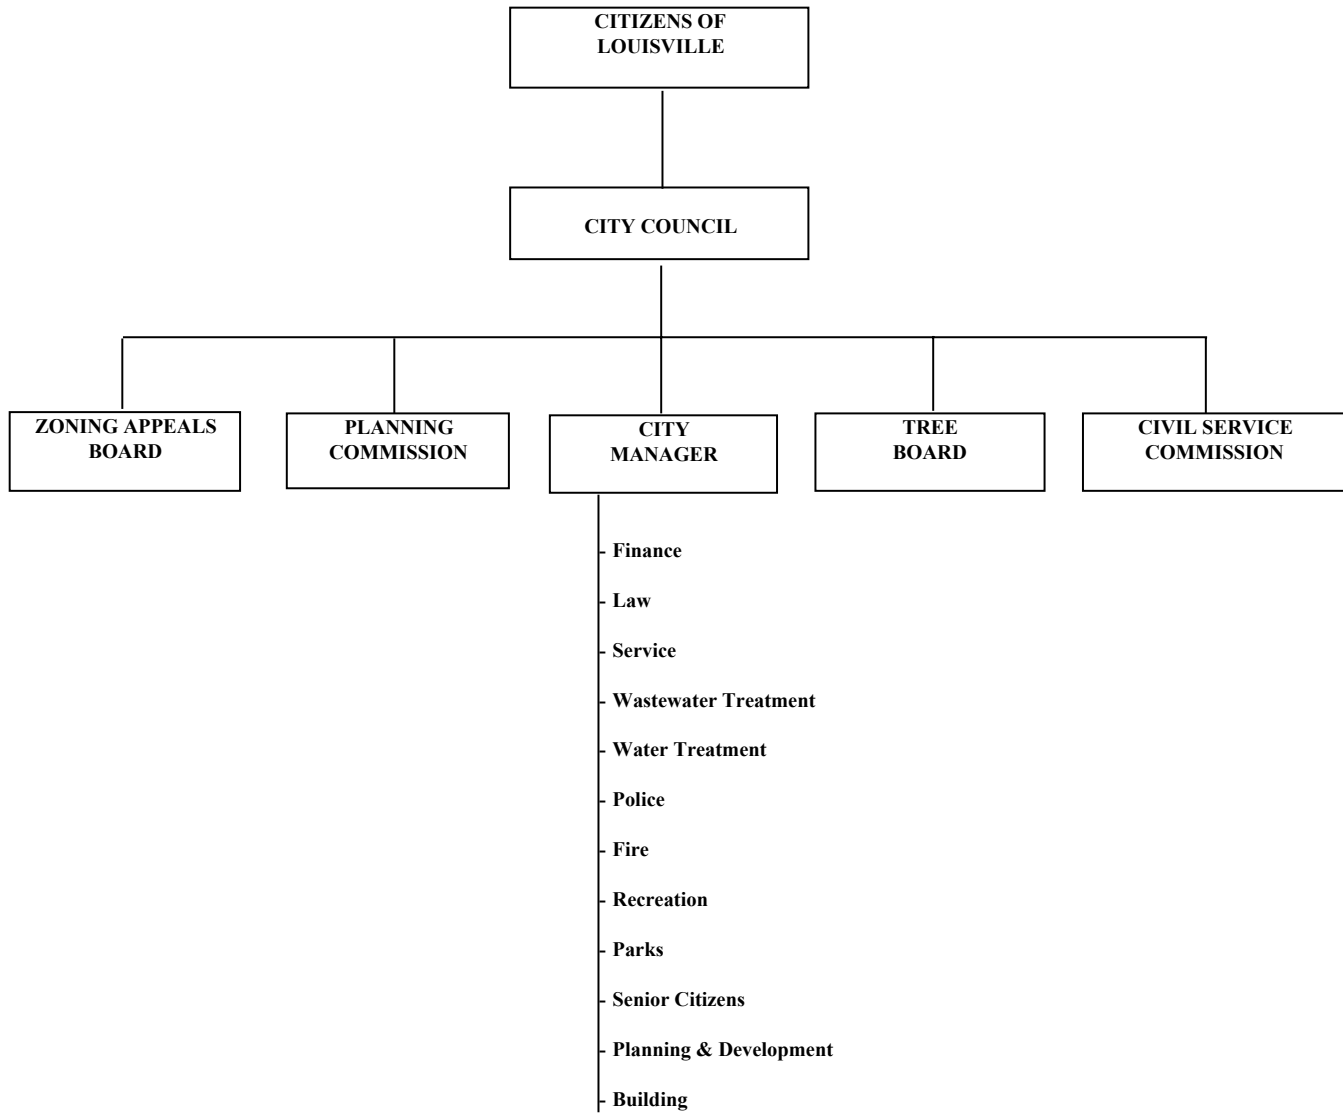 CITIZENS OF
LOUISVILLE
CITY COUNCIL
ZONING APPEALS
BOARD
PLANNING
COMMISSION
CITY
MANAGER
TREE
BOARD
CIVIL SERVICE
COMMISSION
- Finance
- Law
- Service
- Wastewater Treatment
- Water Treatment
- Police
- Fire
- Recreation
- Parks
- Senior Citizens
- Planning & Development
- Building